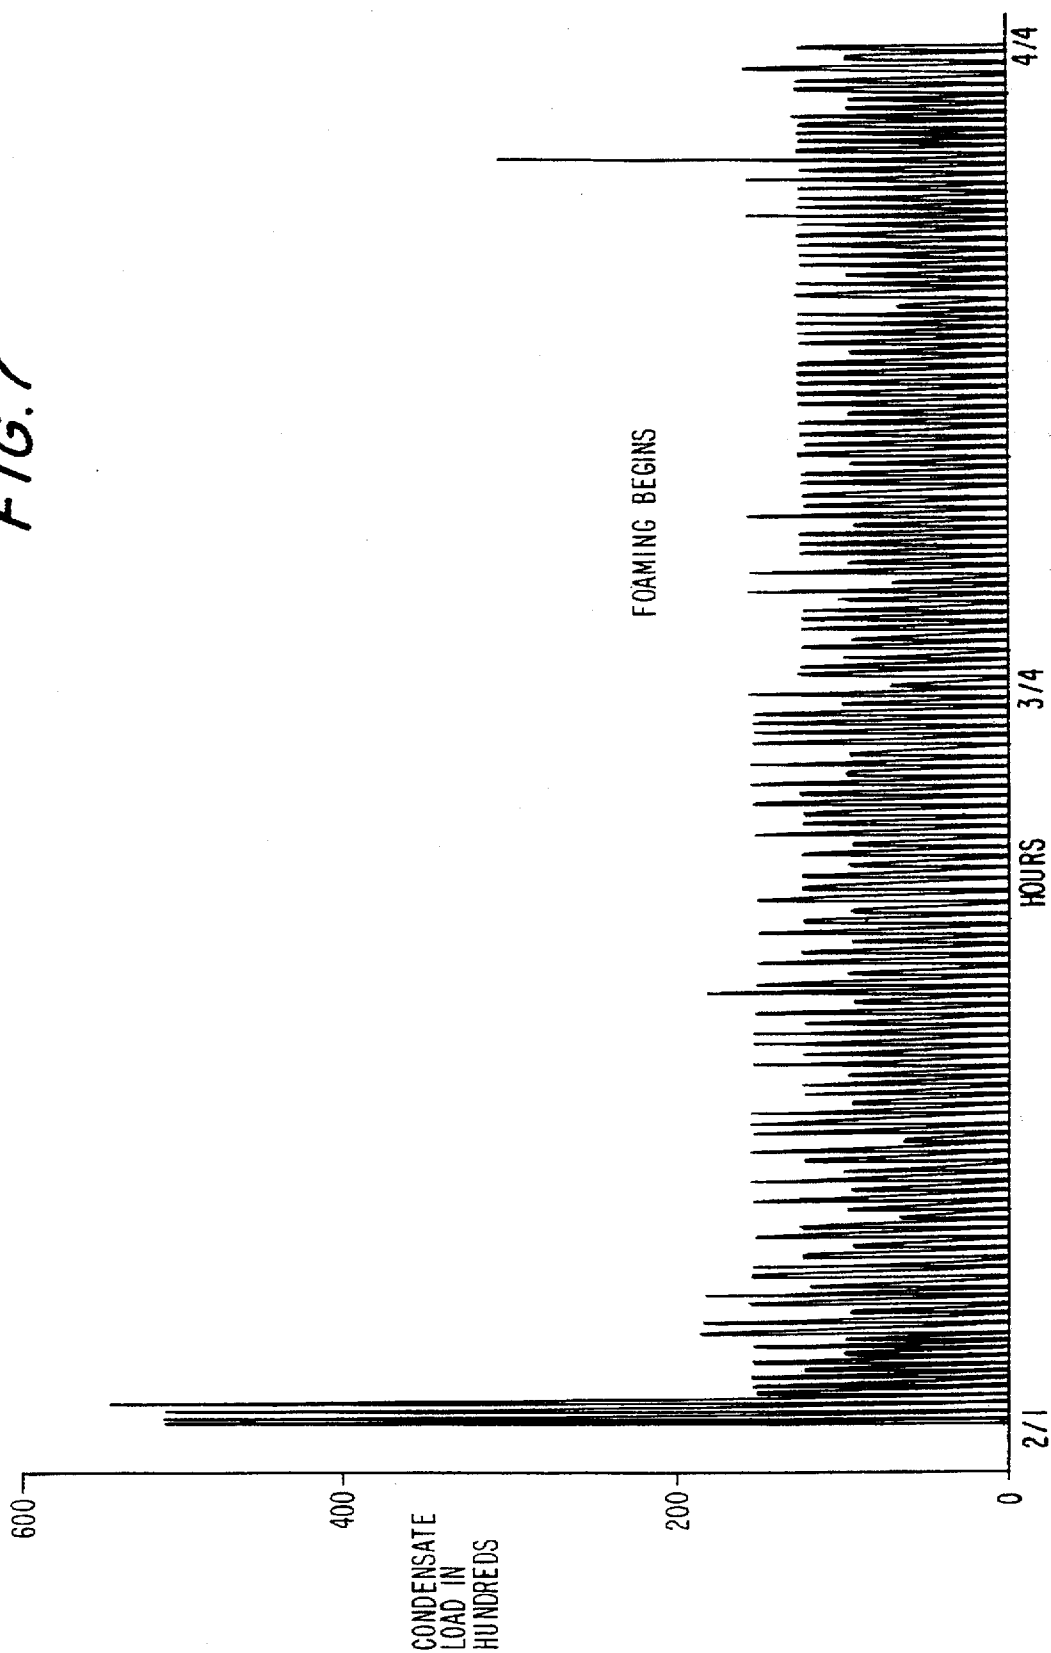 FIG. 7
600
400
200
0
CONDENSATE
LOAD IN
HUNDREDS
FOAMING BEGINS
2/1
HOURS
3/4
4/4